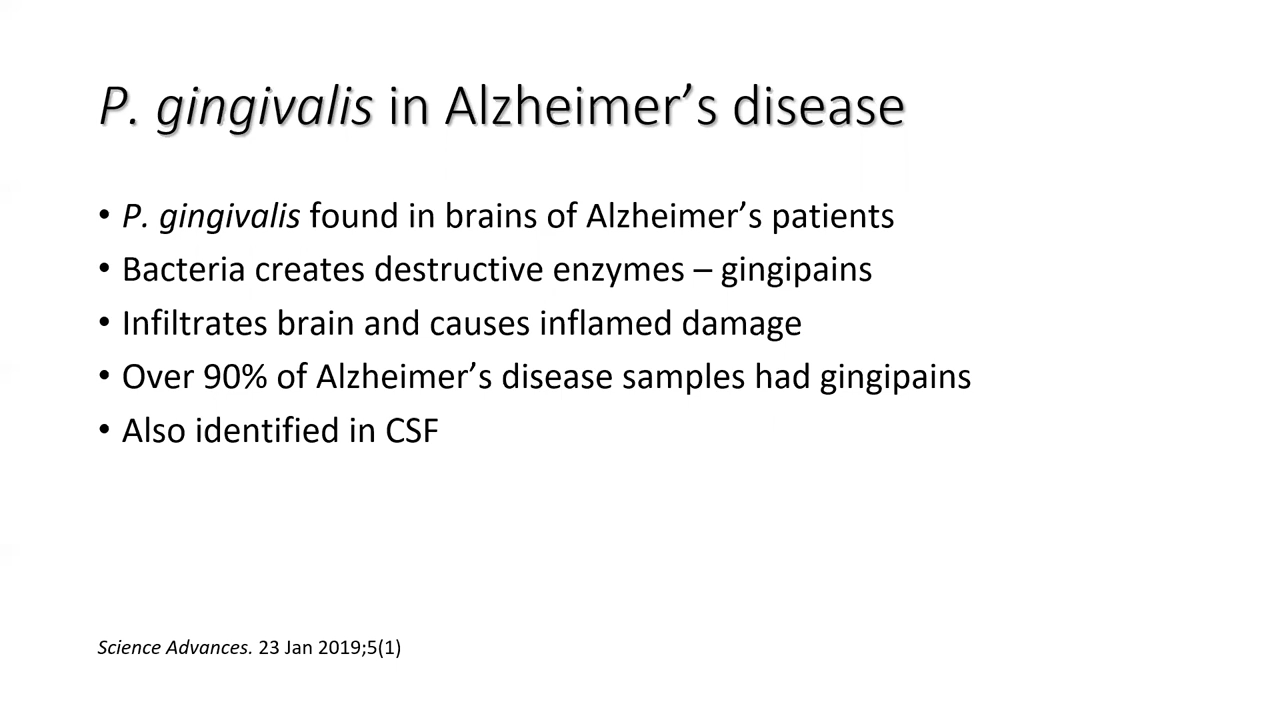 P. gingivalis in Alzheimer’s disease
• P. gingivalis found in brains of Alzheimer’s patients
• Bacteria creates destructive enzymes – gingipains
• Infiltrates brain and causes inflamed damage
• Over 90% of Alzheimer’s disease samples had gingipains
• Also identified in CSF
Science Advances. 23 Jan 2019;5(1)